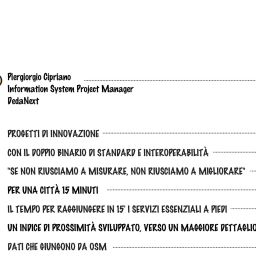 Piergiorgio Cipriano
Information System Project Manager
DedaNext
PROGETTI DI INNOVAZIONE
CON IL DOPPIO BINARIO DI STANDARD E INTEROPERABILITÀ
"SE NON RIUSCIAMO A MISURARE, NON RIUSCIAMO A MIGLIORARE"
PER UNA CITTÀ 15 MINUTI
IL TEMPO PER RAGGIUNGERE IN 15' I SERVIZI ESSENZIALI A PIEDI
UN INDICE DI PROSSIMITÀ SVILUPPATO, VERSO UN MAGGIORE DETTAGLIO
DATI CHE GIUNGONO DA OSM